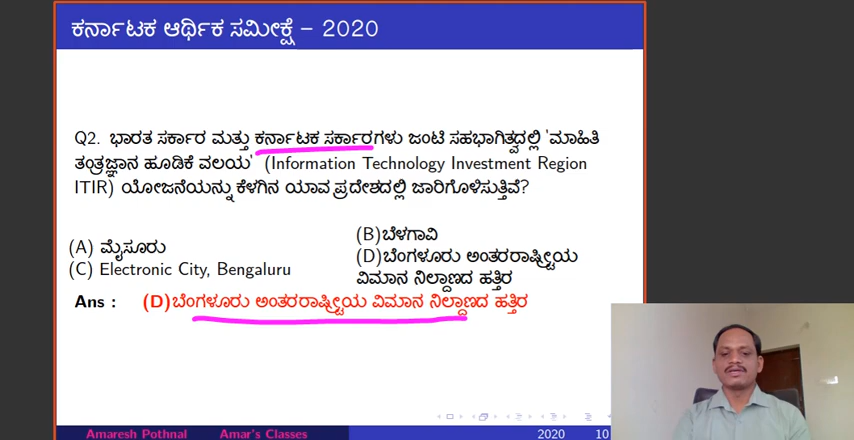 ಕರ್ನಾಟಕ ಆರ್ಥಿಕ ಸಮೀಕ್ಷೆ – 2020
Q2. ಭಾರತ ಸರ್ಕಾರ ಮತ್ತು ಕರ್ನಾಟಕ ಸರ್ಕಾರಗಳು ಜಂಟಿ ಸಹಭಾಗಿತ್ವದಲ್ಲಿ 'ಮಾಹಿತಿ
ತಂತ್ರಜ್ಞಾನ ಹೂಡಿಕೆ ವಲಯ' (Information Technology Investment Region
ITIR) ಯೋಜನೆಯನ್ನು ಕೆಳಗಿನ ಯಾವ ಪ್ರದೇಶದಲ್ಲಿ ಜಾರಿಗೊಳಿಸುತ್ತಿವೆ?
(A) ಮೈಸೂರು
(B)ಬೆಳಗಾವಿ
(C) Electronic City, Bengaluru
(D)ಬೆಂಗಳೂರು ಅಂತರರಾಷ್ಟ್ರೀಯ
ವಿಮಾನ ನಿಲ್ದಾಣದ ಹತ್ತಿರ
Ans : (D)ಬೆಂಗಳೂರು ಅಂತರರಾಷ್ಟ್ರೀಯ ವಿಮಾನ ನಿಲ್ದಾಣದ ಹತ್ತಿರ
Amaresh Pothnal Amar's Classes 2020 10